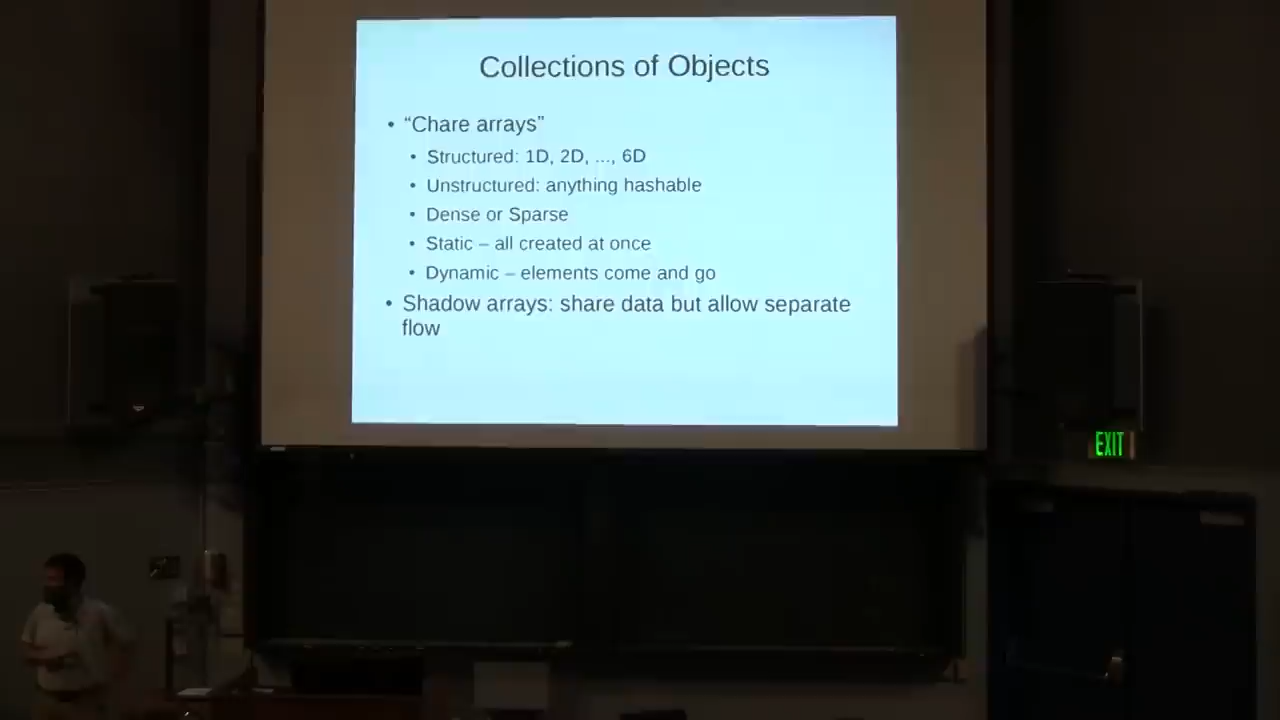 Collections of Objects
• “Chare arrays”
• Structured: 1D, 2D, ..., 6D
• Unstructured: anything hashable
• Dense or Sparse
• Static – all created at once
• Dynamic – elements come and go
• Shadow arrays: share data but allow separate
flow
EXIT